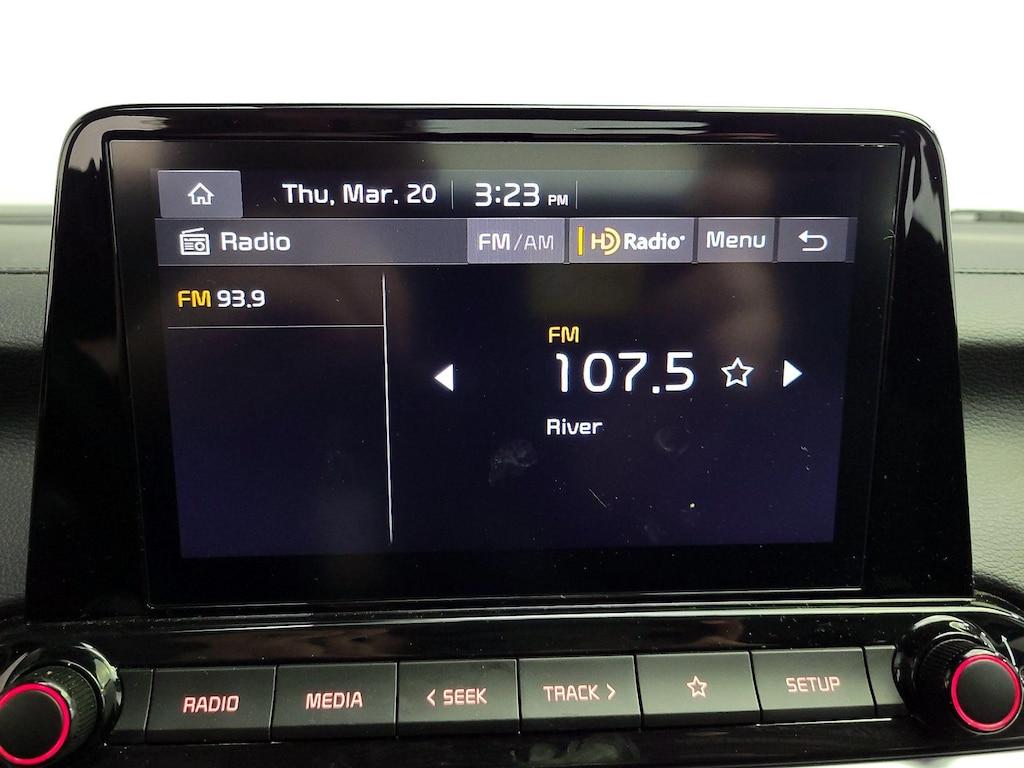 Thu, Mar. 20 3:23 PM
Radio FM/AM HD Radio Menu
FM 93.9
FM
107.5
River
RADIO MEDIA < SEEK TRACK > SETUP